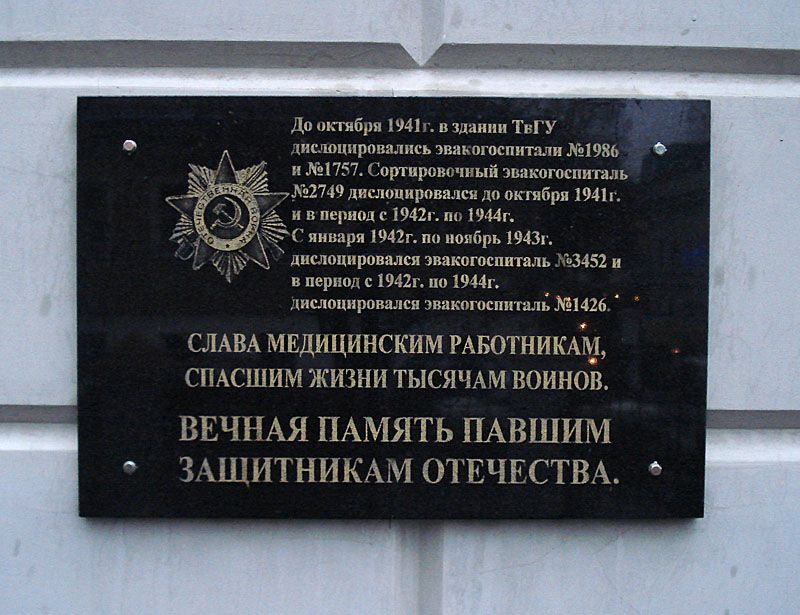 До октября 1941г. в здании ТвГУ
дислоцировались эвакогоспитали №1986
и №1757. Сортировочный эвакогоспиталь
№2749 дислоцировался до октября 1941г.
и в период с 1942г. по 1944г.
С января 1942г. по ноябрь 1943г.
дислоцировался эвакогоспиталь №3452 и
в период с 1942г. по 1944г.
дислоцировался эвакогоспиталь №1426.
ОТЕЧЕСТВЕННАЯ ВОЙНА
СЛАВА МЕДИЦИНСКИМ РАБОТНИКАМ,
СПАСШИМ ЖИЗНИ ТЫСЯЧАМ ВОИНОВ.
ВЕЧНАЯ ПАМЯТЬ ПАВШИМ
ЗАЩИТНИКАМ ОТЕЧЕСТВА.